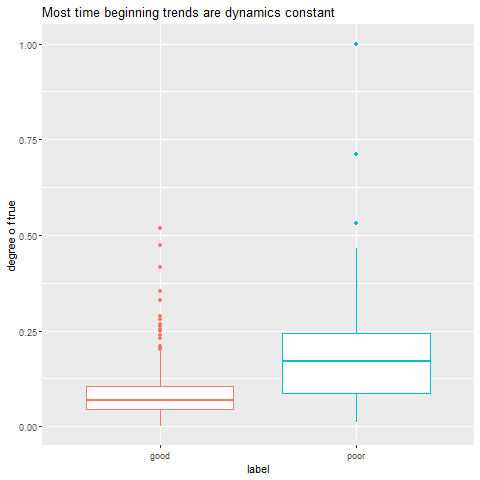 Most time beginning trends are dynamics constant
degree of true
1.00
0.75
0.50
0.25
0.00
good poor
label